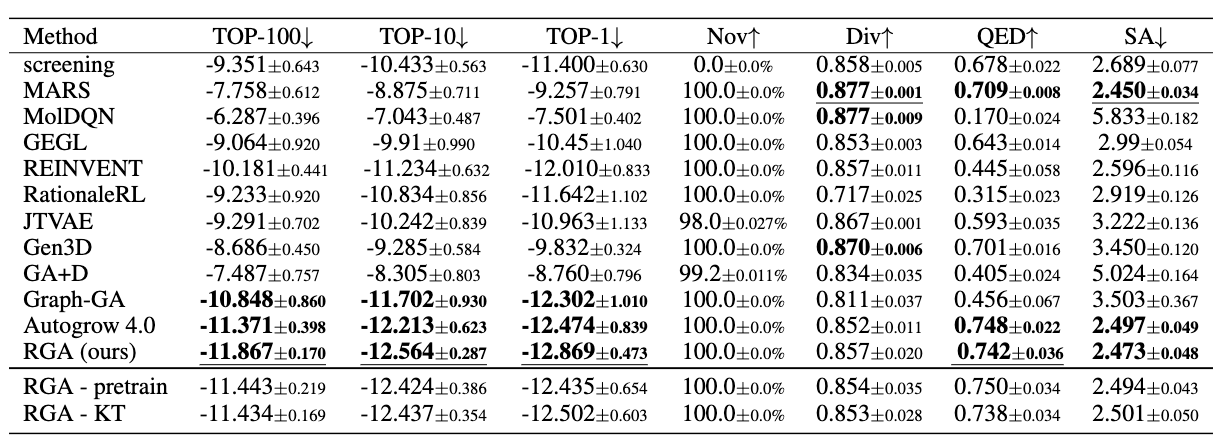 Method TOP-100↓ TOP-10↓ TOP-1↓ Nov↑ Div↑ QED↑ SA↓
screening -9.351±0.643 -10.433±0.563 -11.400±0.630 0.0±0.0% 0.858±0.005 0.678±0.022 2.689±0.077
MARS -7.758±0.612 -8.875±0.711 -9.257±0.791 100.0±0.0% 0.877±0.001 0.709±0.008 2.450±0.034
MolDQN -6.287±0.396 -7.043±0.487 -7.501±0.402 100.0±0.0% 0.877±0.009 0.170±0.024 5.833±0.182
GEGL -9.064±0.920 -9.91±0.990 -10.45±1.040 100.0±0.0% 0.853±0.003 0.643±0.014 2.99±0.054
REINVENT -10.181±0.441 -11.234±0.632 -12.010±0.833 100.0±0.0% 0.857±0.011 0.445±0.058 2.596±0.116
RationaleRL -9.233±0.920 -10.834±0.856 -11.642±1.102 100.0±0.0% 0.717±0.025 0.315±0.023 2.919±0.126
JTVAE -9.291±0.702 -10.242±0.839 -10.963±1.133 98.0±0.027% 0.867±0.001 0.593±0.035 3.222±0.136
Gen3D -8.686±0.450 -9.285±0.584 -9.832±0.324 100.0±0.0% 0.870±0.006 0.701±0.016 3.450±0.120
GA+D -7.487±0.757 -8.305±0.803 -8.760±0.796 99.2±0.011% 0.834±0.035 0.405±0.024 5.024±0.164
Graph-GA -10.848±0.860 -11.702±0.930 -12.302±1.010 100.0±0.0% 0.811±0.037 0.456±0.067 3.503±0.367
Autogrow 4.0 -11.371±0.398 -12.213±0.623 -12.474±0.839 100.0±0.0% 0.852±0.011 0.748±0.022 2.497±0.049
RGA (ours) -11.867±0.170 -12.564±0.287 -12.869±0.473 100.0±0.0% 0.857±0.020 0.742±0.036 2.473±0.048
RGA - pretrain -11.443±0.219 -12.424±0.386 -12.435±0.654 100.0±0.0% 0.854±0.035 0.750±0.034 2.494±0.043
RGA - KT -11.434±0.169 -12.437±0.354 -12.502±0.603 100.0±0.0% 0.853±0.028 0.738±0.034 2.501±0.050